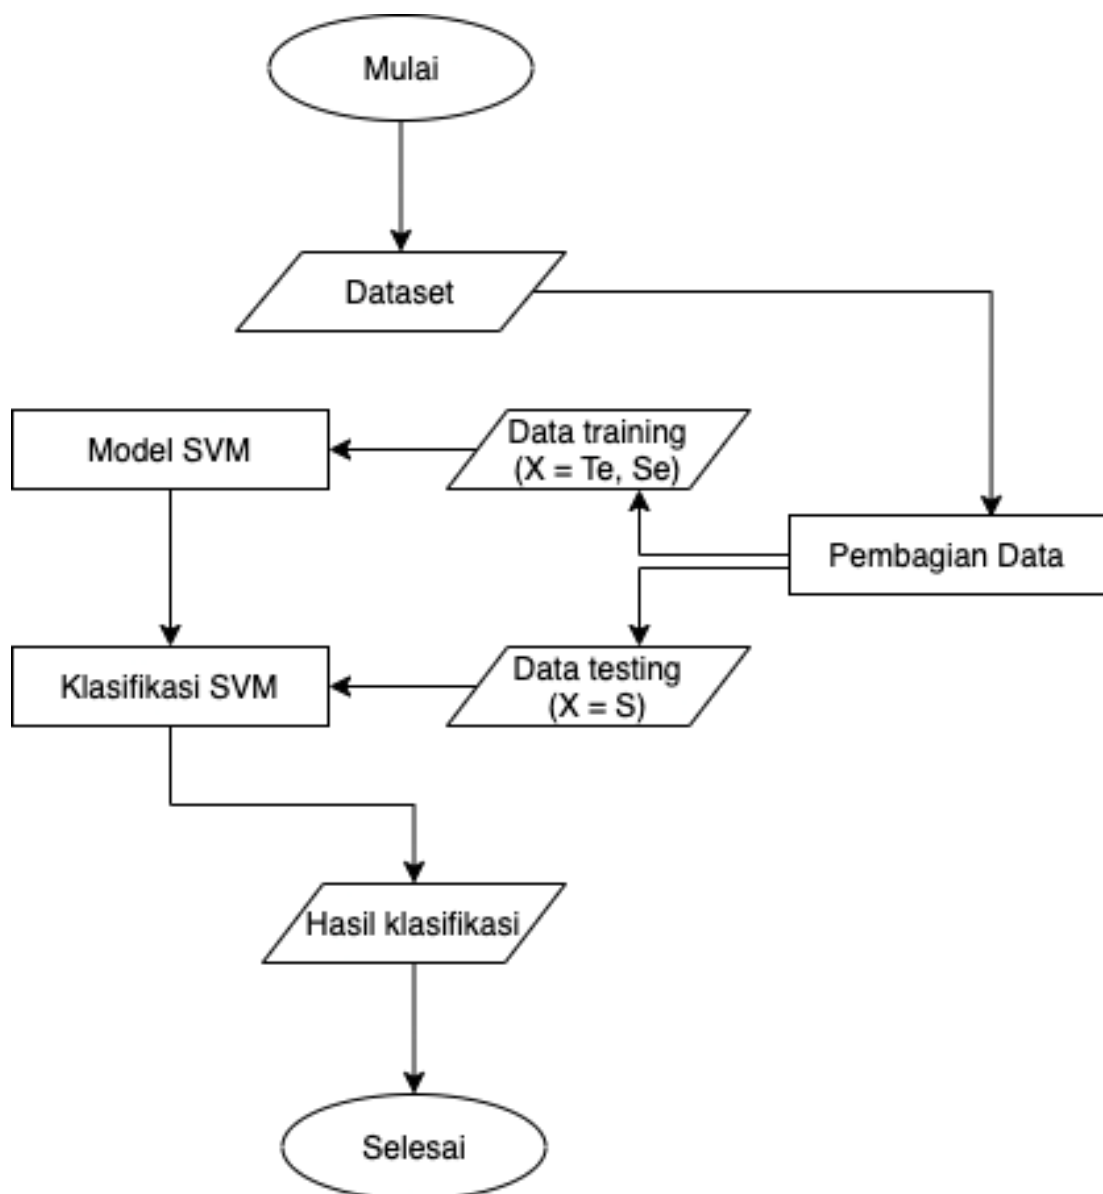 Mulai
Dataset
Model SVM
Data training
(X = Te, Se)
Pembagian Data
Klasifikasi SVM
Data testing
(X = S)
Hasil klasifikasi
Selesai